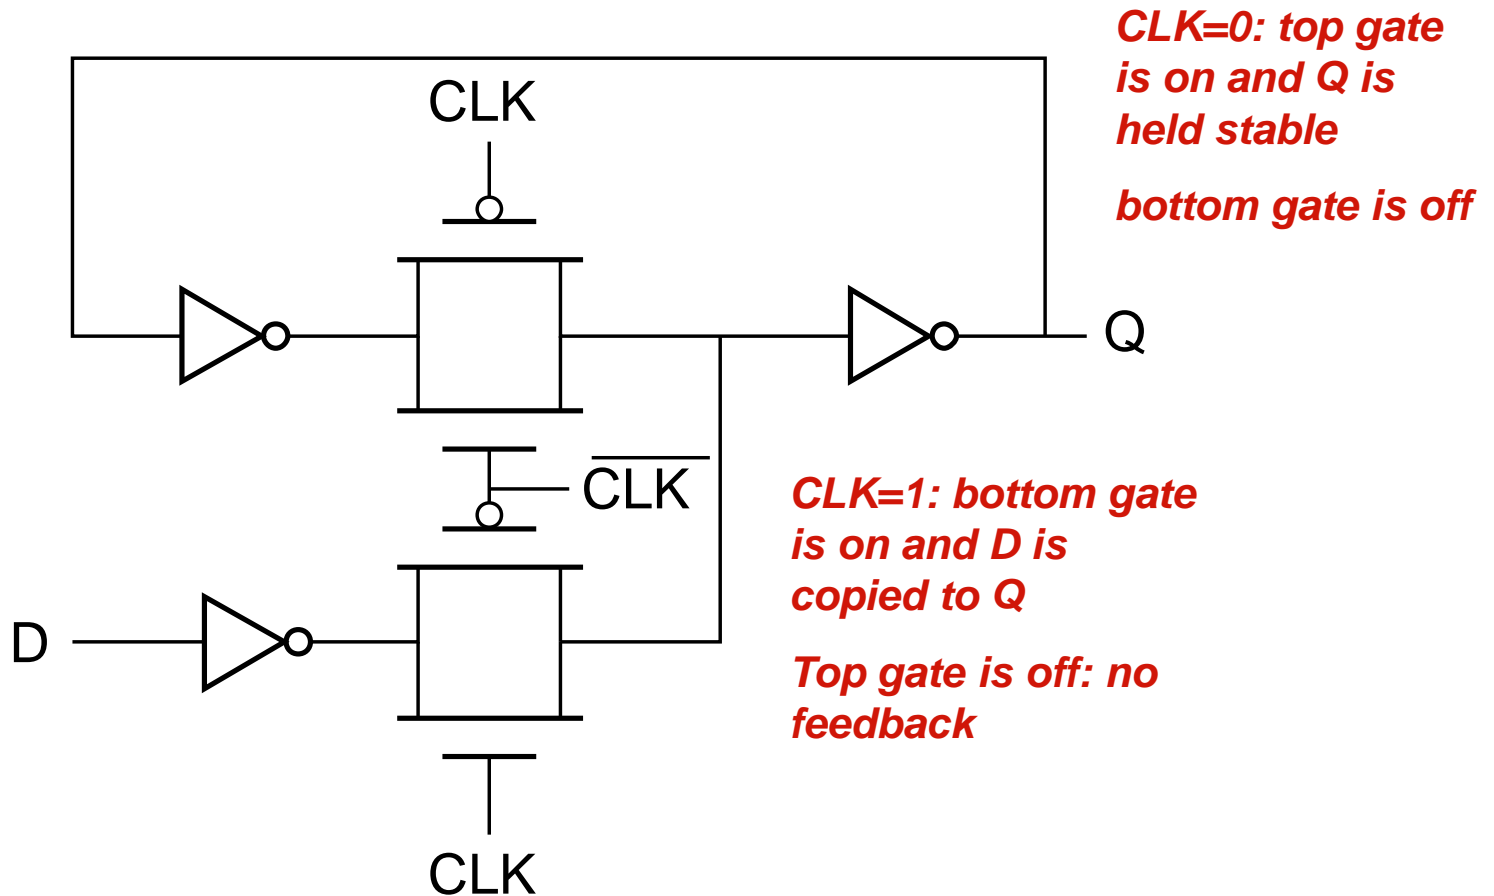 CLK=0: top gate
is on and Q is
held stable
bottom gate is off
CLK
Q
C̅L̅K̅
CLK=1: bottom gate
is on and D is
copied to Q
Top gate is off: no
feedback
D
CLK